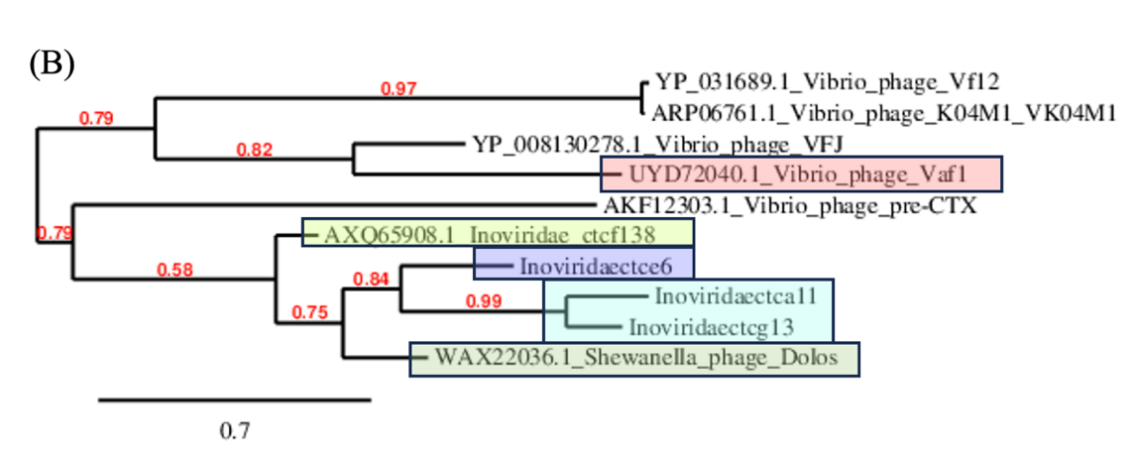 (B)
0.97
YP_031689.1_Vibrio_phage_Vf12
ARP06761.1_Vibrio_phage_K04M1_VK04M1
0.79
0.82
YP_008130278.1_Vibrio_phage_VFJ
UYD72040.1_Vibrio_phage_Vaf1
AKF12303.1_Vibrio_phage_pre-CTX
0.79
AXQ65908.1_Inoviridae_ctcf138
0.58
Inoviridaectce6
0.84
0.99
Inoviridaectca11
0.75
Inoviridaectcg13
WAX22036.1_Shewanella_phage_Dolos
0.7